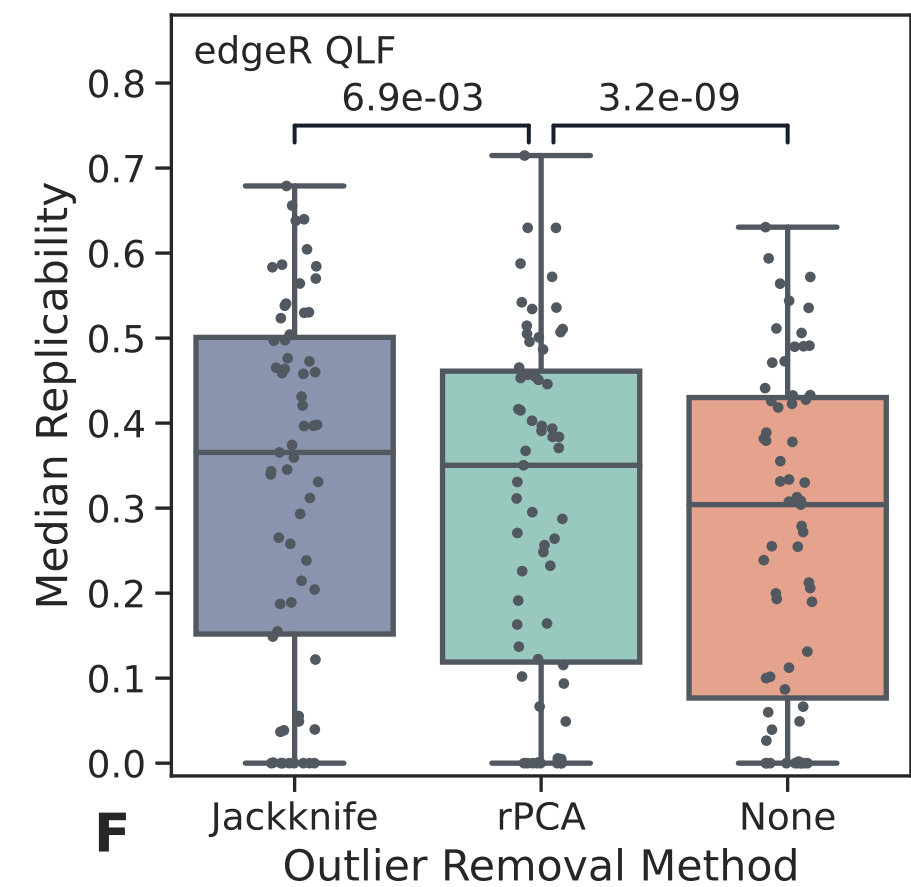 edgeR QLF
6.9e-03 3.2e-09
0.8
0.7
0.6
0.5
0.4
0.3
0.2
0.1
0.0
Median Replicability
Jackknife rPCA None
F
Outlier Removal Method